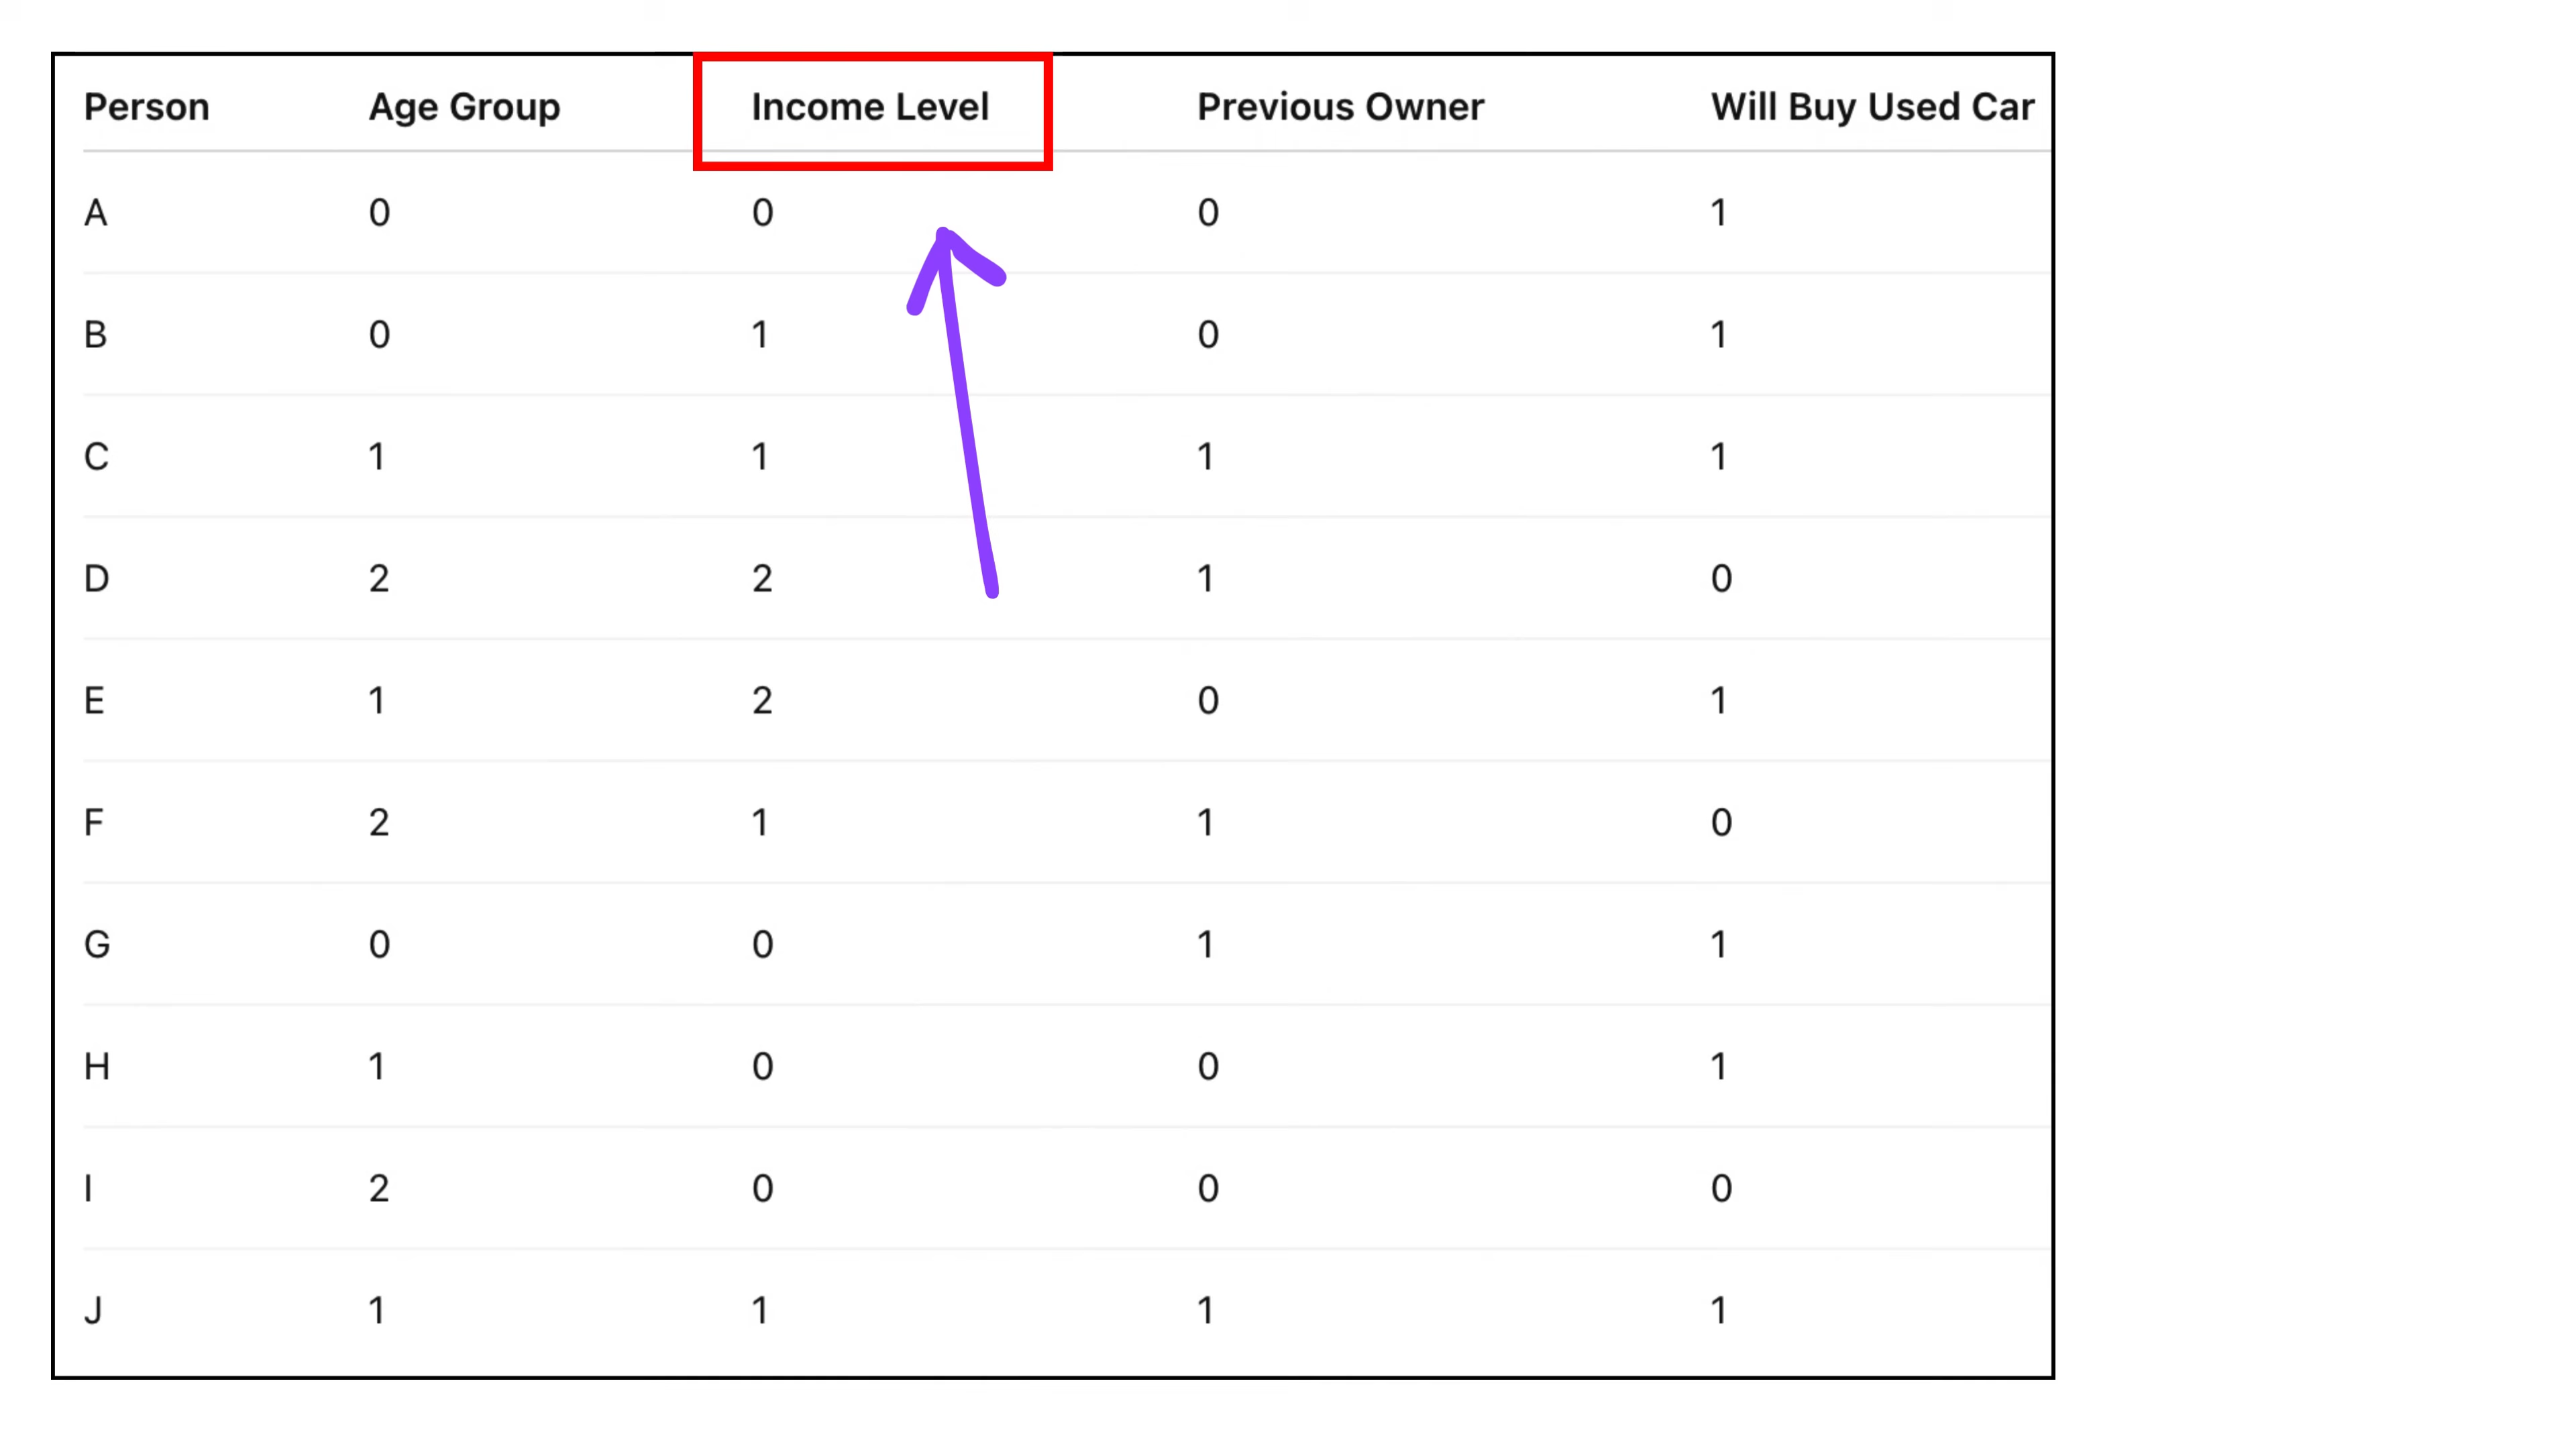 Person Age Group Income Level Previous Owner Will Buy Used Car
A 0 0 0 1
B 0 1 0 1
C 1 1 1 1
D 2 2 1 0
E 1 2 0 1
F 2 1 1 0
G 0 0 1 1
H 1 0 0 1
I 2 0 0 0
J 1 1 1 1